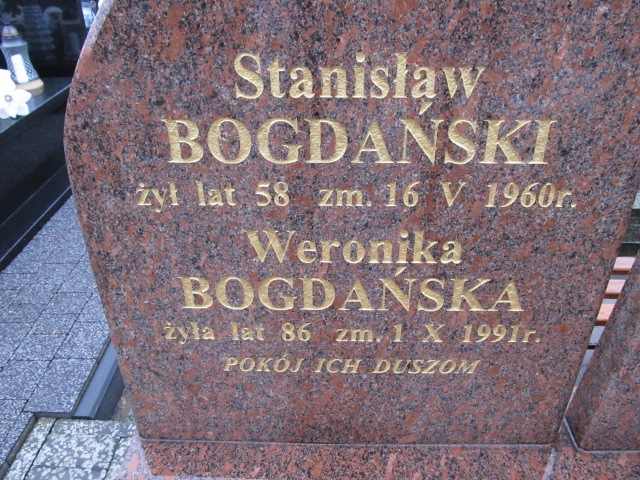 Stanisław
BOGDAŃSKI
żył lat 58 zm. 16 V 1960r.
Weronika
BOGDAŃSKA
żyła lat 86 zm. 1 X 1991r.
POKÓJ ICH DUSZOM